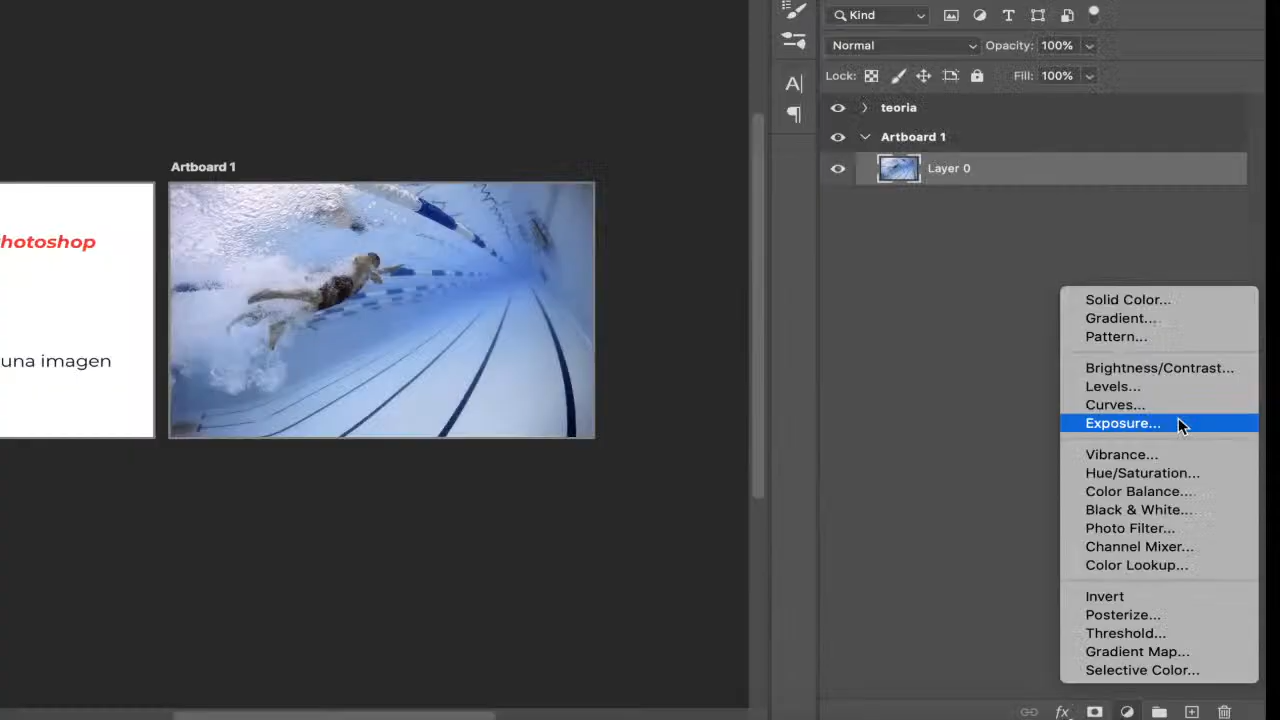 Kind
Normal
Opacity: 100%
Lock:
Fill: 100%
teoria
Artboard 1
Layer 0
Artboard 1
hotoshop
una imagen
Solid Color...
Gradient...
Pattern...
Brightness/Contrast...
Levels...
Curves...
Exposure...
Vibrance...
Hue/Saturation...
Color Balance...
Black & White...
Photo Filter...
Channel Mixer...
Color Lookup...
Invert
Posterize...
Threshold...
Gradient Map...
Selective Color...
fx